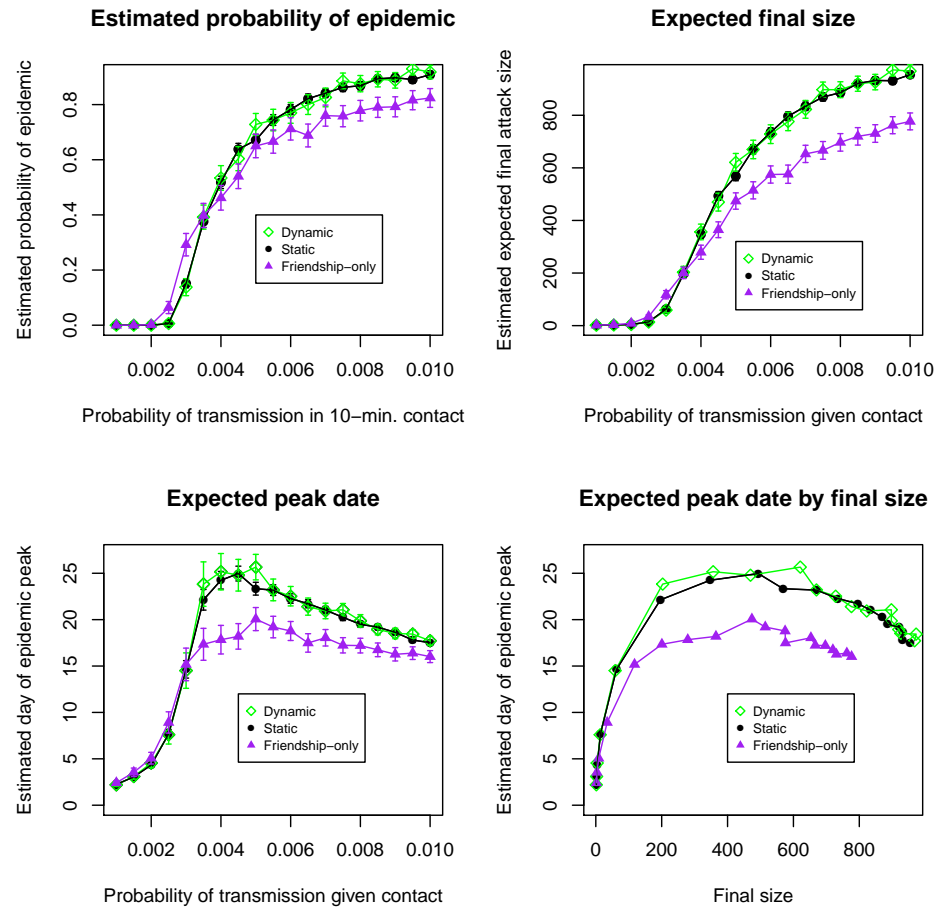 Estimated probability of epidemic
Estimated probability of epidemic
0.0 0.2 0.4 0.6 0.8
Dynamic
Static
Friendship−only
0.002 0.004 0.006 0.008 0.010
Probability of transmission in 10−min. contact
Expected final size
Estimated expected final attack size
0 200 400 600 800
Dynamic
Static
Friendship−only
0.002 0.004 0.006 0.008 0.010
Probability of transmission given contact
Expected peak date
Estimated day of epidemic peak
0 5 10 15 20 25
Dynamic
Static
Friendship−only
0.002 0.004 0.006 0.008 0.010
Probability of transmission given contact
Expected peak date by final size
Estimated day of epidemic peak
0 5 10 15 20 25
Dynamic
Static
Friendship−only
0 200 400 600 800
Final size